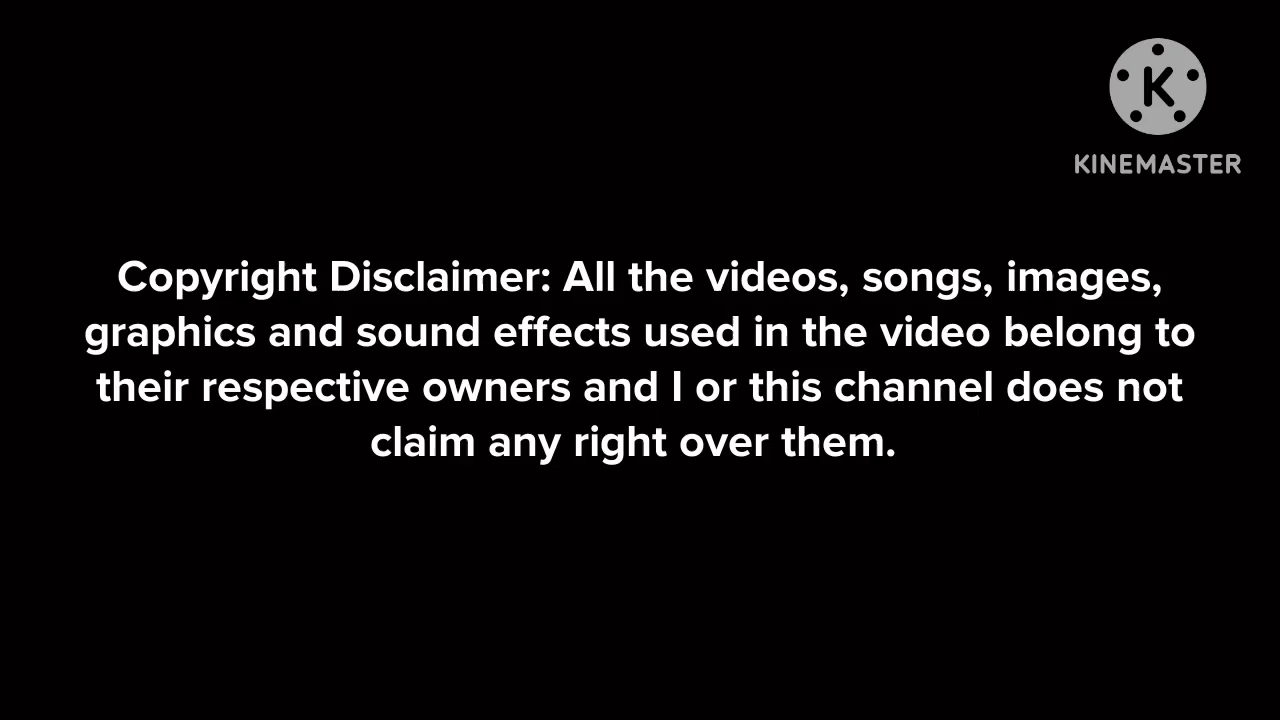 K
KINEMASTER
Copyright Disclaimer: All the videos, songs, images,
graphics and sound effects used in the video belong to
their respective owners and I or this channel does not
claim any right over them.